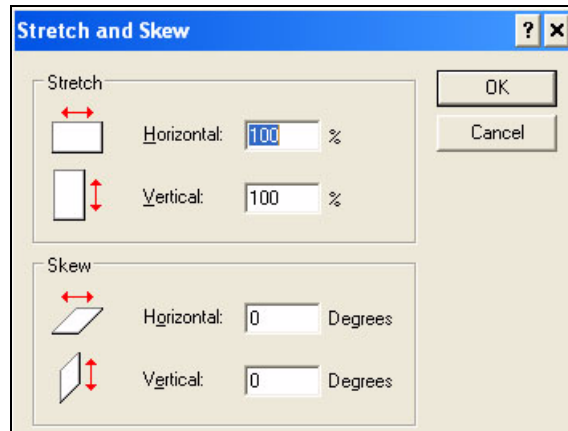 Stretch and Skew
Stretch
OK
Horizontal: 100 %
Cancel
Vertical: 100 %
Skew
Horizontal: 0 Degrees
Vertical: 0 Degrees